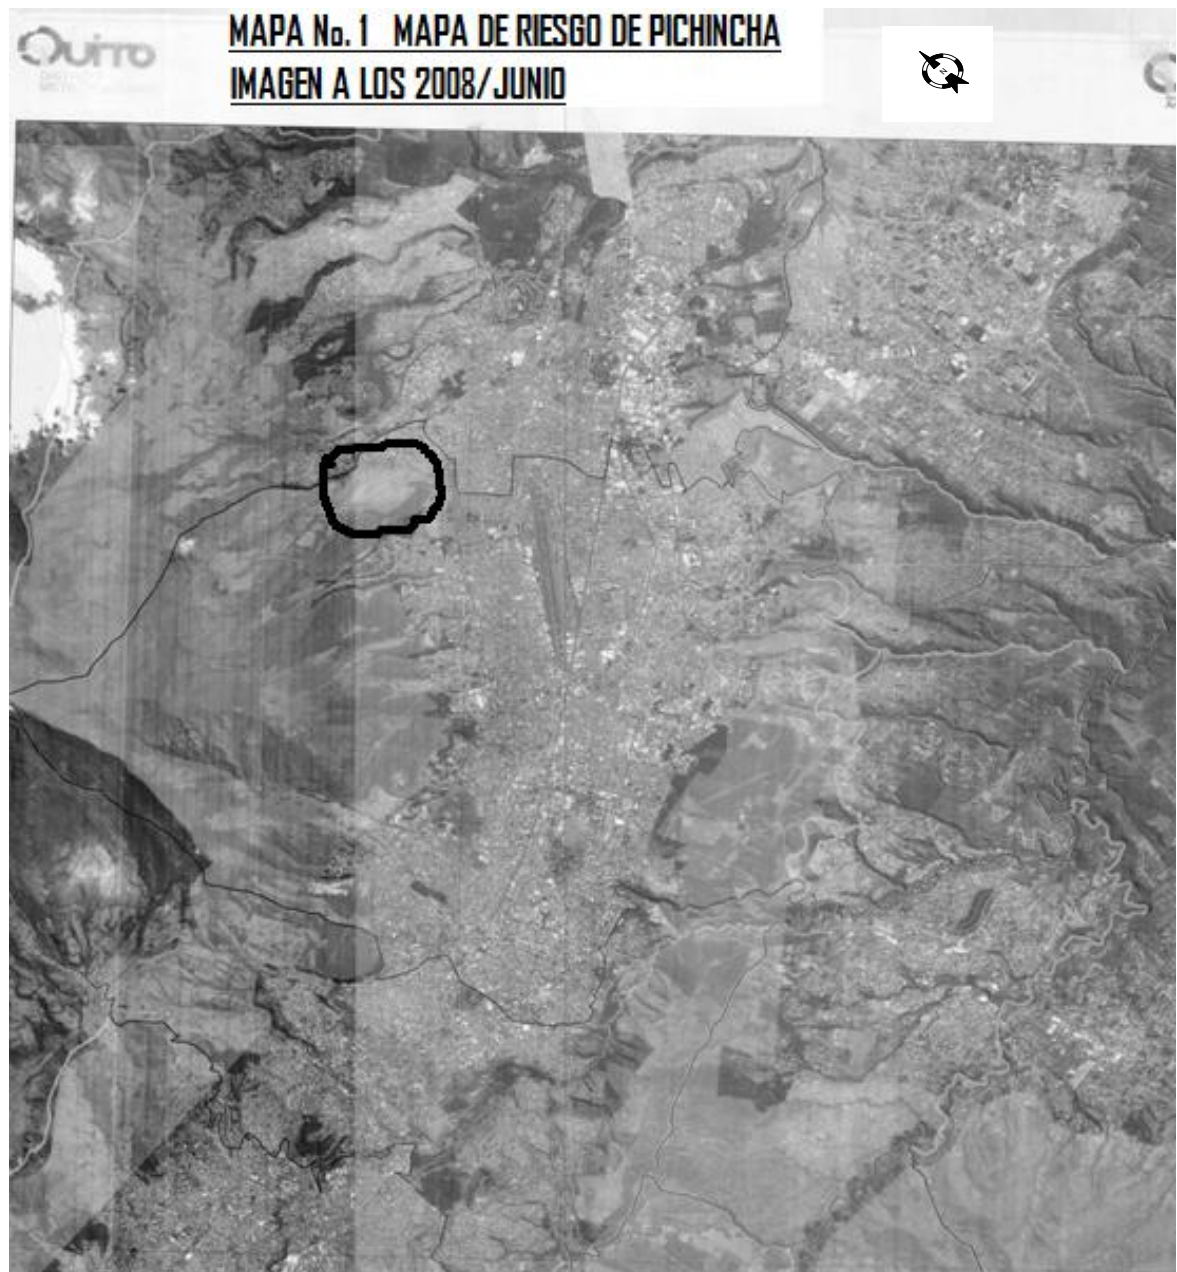 MAPA No. 1 MAPA DE RIESGO DE PICHINCHA
IMAGEN A LOS 2008/JUNIO
QUITO
N